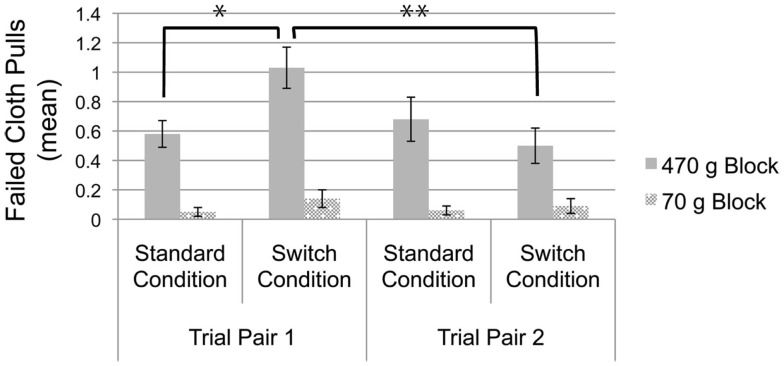 * **
Failed Cloth Pulls
(mean)
1.4
1.2
1
0.8
0.6
0.4
0.2
0
470 g Block
70 g Block
Standard Switch Standard Switch
Condition Condition Condition Condition
Trial Pair 1 Trial Pair 2